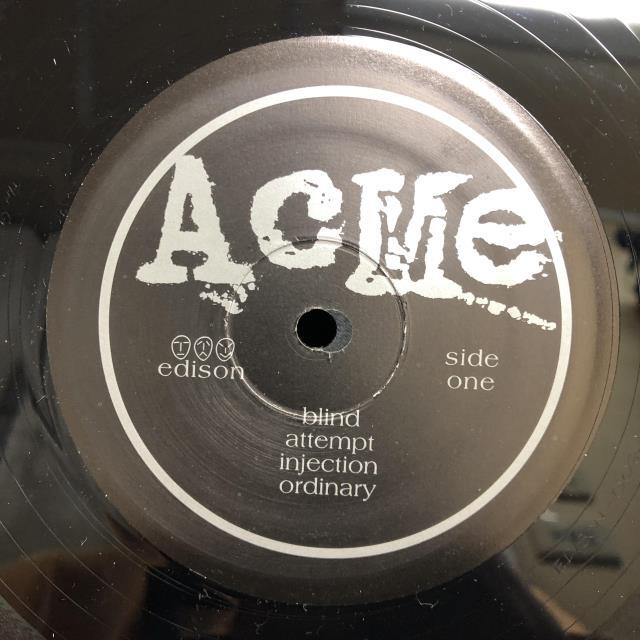 ACMe
edison
side
one
blind
attempt
injection
ordinary